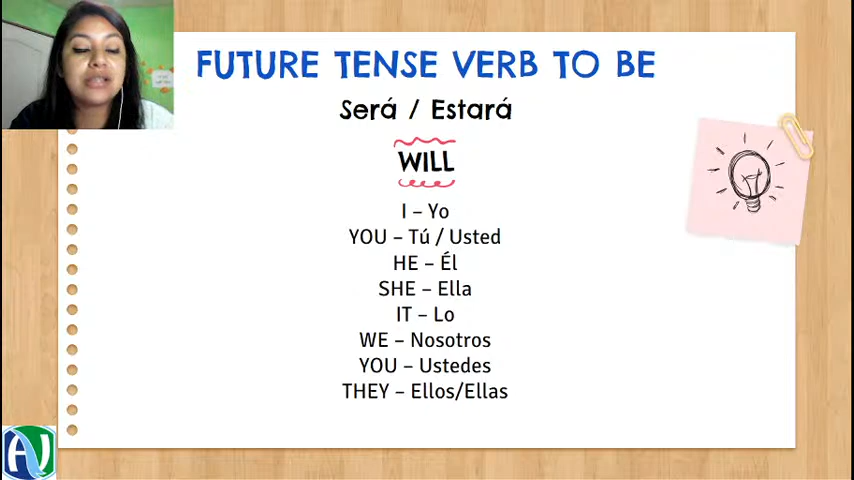 FUTURE TENSE VERB TO BE
Será / Estará
WILL
I – Yo
YOU – Tú / Usted
HE – Él
SHE – Ella
IT – Lo
WE – Nosotros
YOU – Ustedes
THEY – Ellos/Ellas